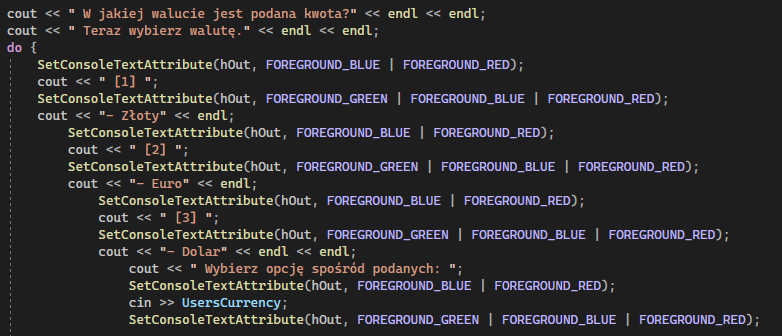 cout << " W jakiej walucie jest podana kwota?" << endl << endl;
cout << " Teraz wybierz walutę." << endl << endl;
do {
SetConsoleTextAttribute(hOut, FOREGROUND_BLUE | FOREGROUND_RED);
cout << " [1] ";
SetConsoleTextAttribute(hOut, FOREGROUND_GREEN | FOREGROUND_BLUE | FOREGROUND_RED);
cout << "- Złoty" << endl;
SetConsoleTextAttribute(hOut, FOREGROUND_BLUE | FOREGROUND_RED);
cout << " [2] ";
SetConsoleTextAttribute(hOut, FOREGROUND_GREEN | FOREGROUND_BLUE | FOREGROUND_RED);
cout << "- Euro" << endl;
SetConsoleTextAttribute(hOut, FOREGROUND_BLUE | FOREGROUND_RED);
cout << " [3] ";
SetConsoleTextAttribute(hOut, FOREGROUND_GREEN | FOREGROUND_BLUE | FOREGROUND_RED);
cout << "- Dolar" << endl << endl;
cout << " Wybierz opcję spośród podanych: ";
SetConsoleTextAttribute(hOut, FOREGROUND_BLUE | FOREGROUND_RED);
cin >> UsersCurrency;
SetConsoleTextAttribute(hOut, FOREGROUND_GREEN | FOREGROUND_BLUE | FOREGROUND_RED);